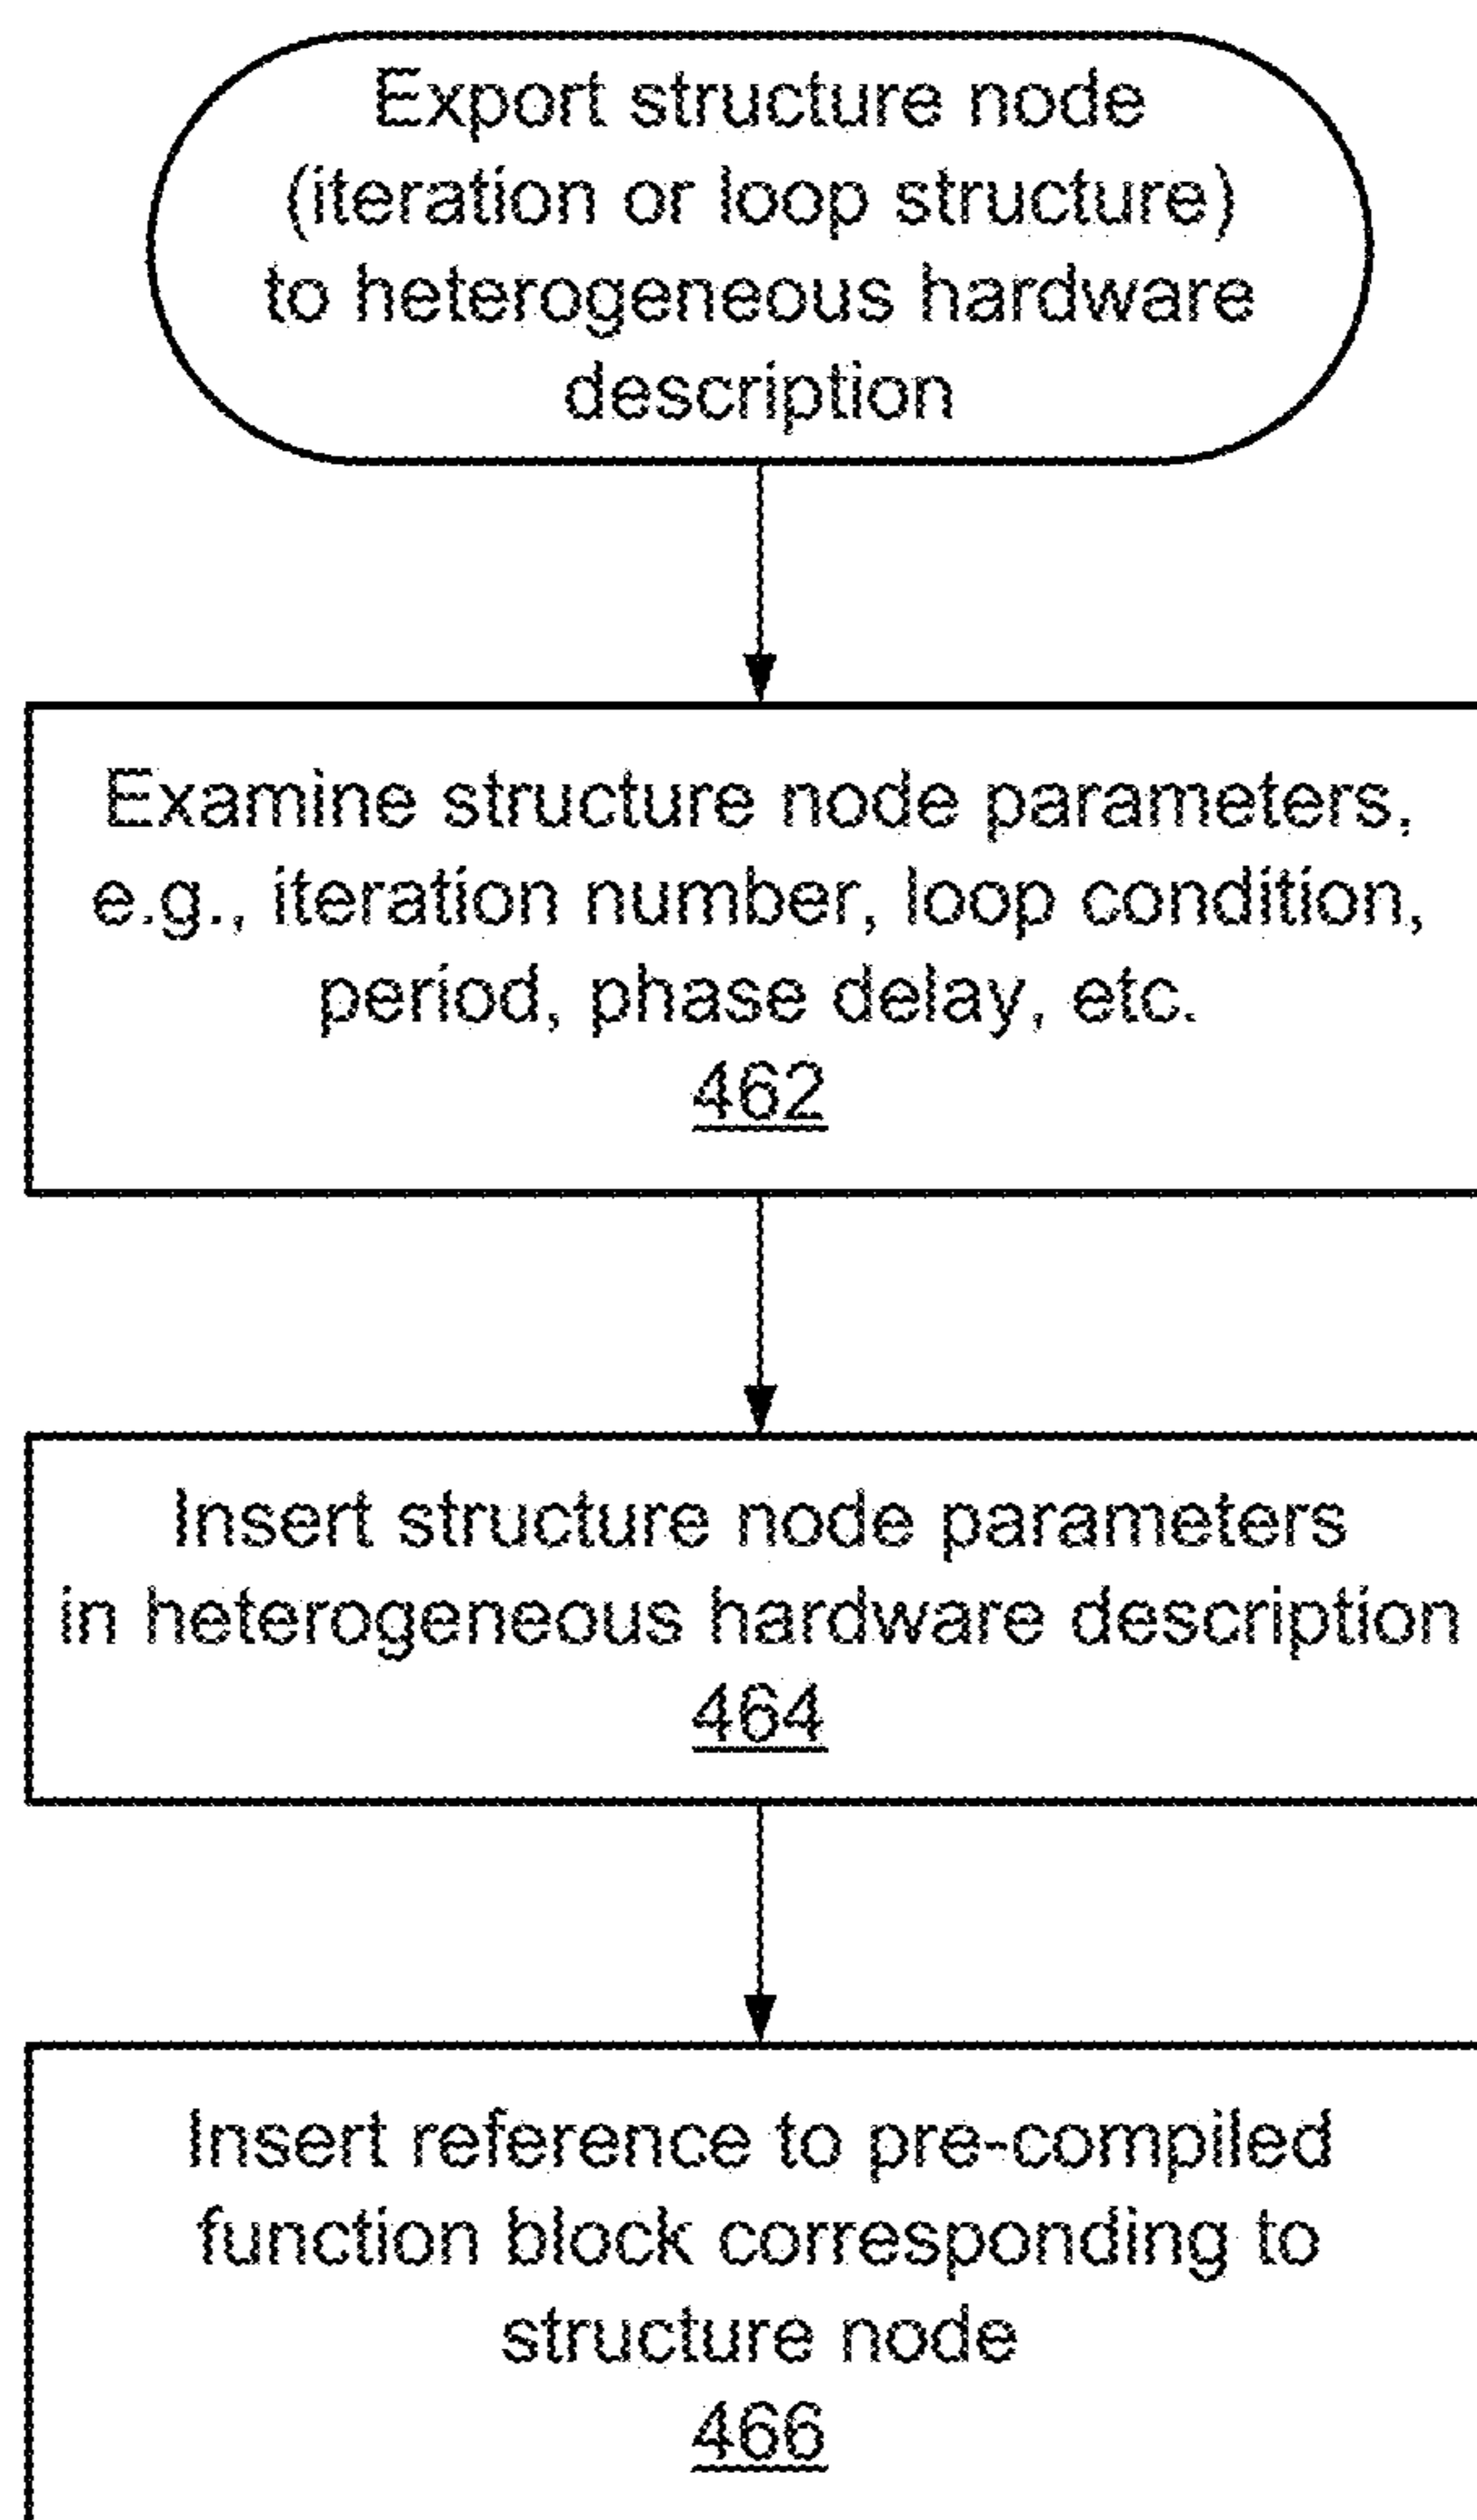 Export structure node
(iteration or loop structure)
to heterogeneous hardware
description
Examine structure node parameters,
e.g., iteration number, loop condition,
period, phase delay, etc.
462
Insert structure node parameters
in heterogeneous hardware description
464
Insert reference to pre-compiled
function block corresponding to
structure node
466